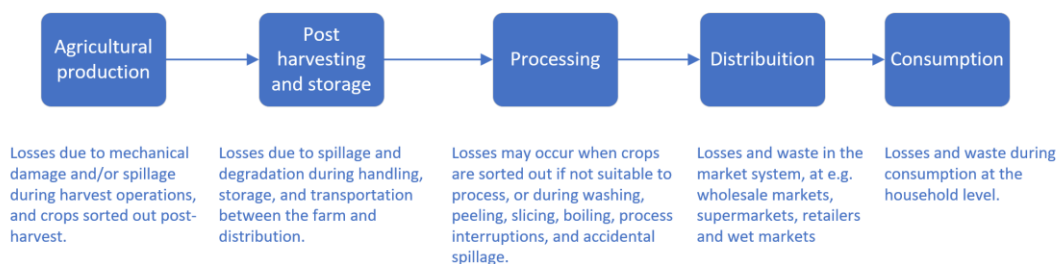 Agricultural
production
Post
harvesting
and storage
Processing
Distribuition
Consumption
Losses due to mechanical
damage and/or spillage
during harvest operations,
and crops sorted out post-
harvest.
Losses due to spillage and
degradation during handling,
storage, and transportation
between the farm and
distribution.
Losses may occur when crops
are sorted out if not suitable to
process, or during washing,
peeling, slicing, boiling, process
interruptions, and accidental
spillage.
Losses and waste in the
market system, at e.g.
wholesale markets,
supermarkets, retailers
and wet markets
Losses and waste during
consumption at the
household level.